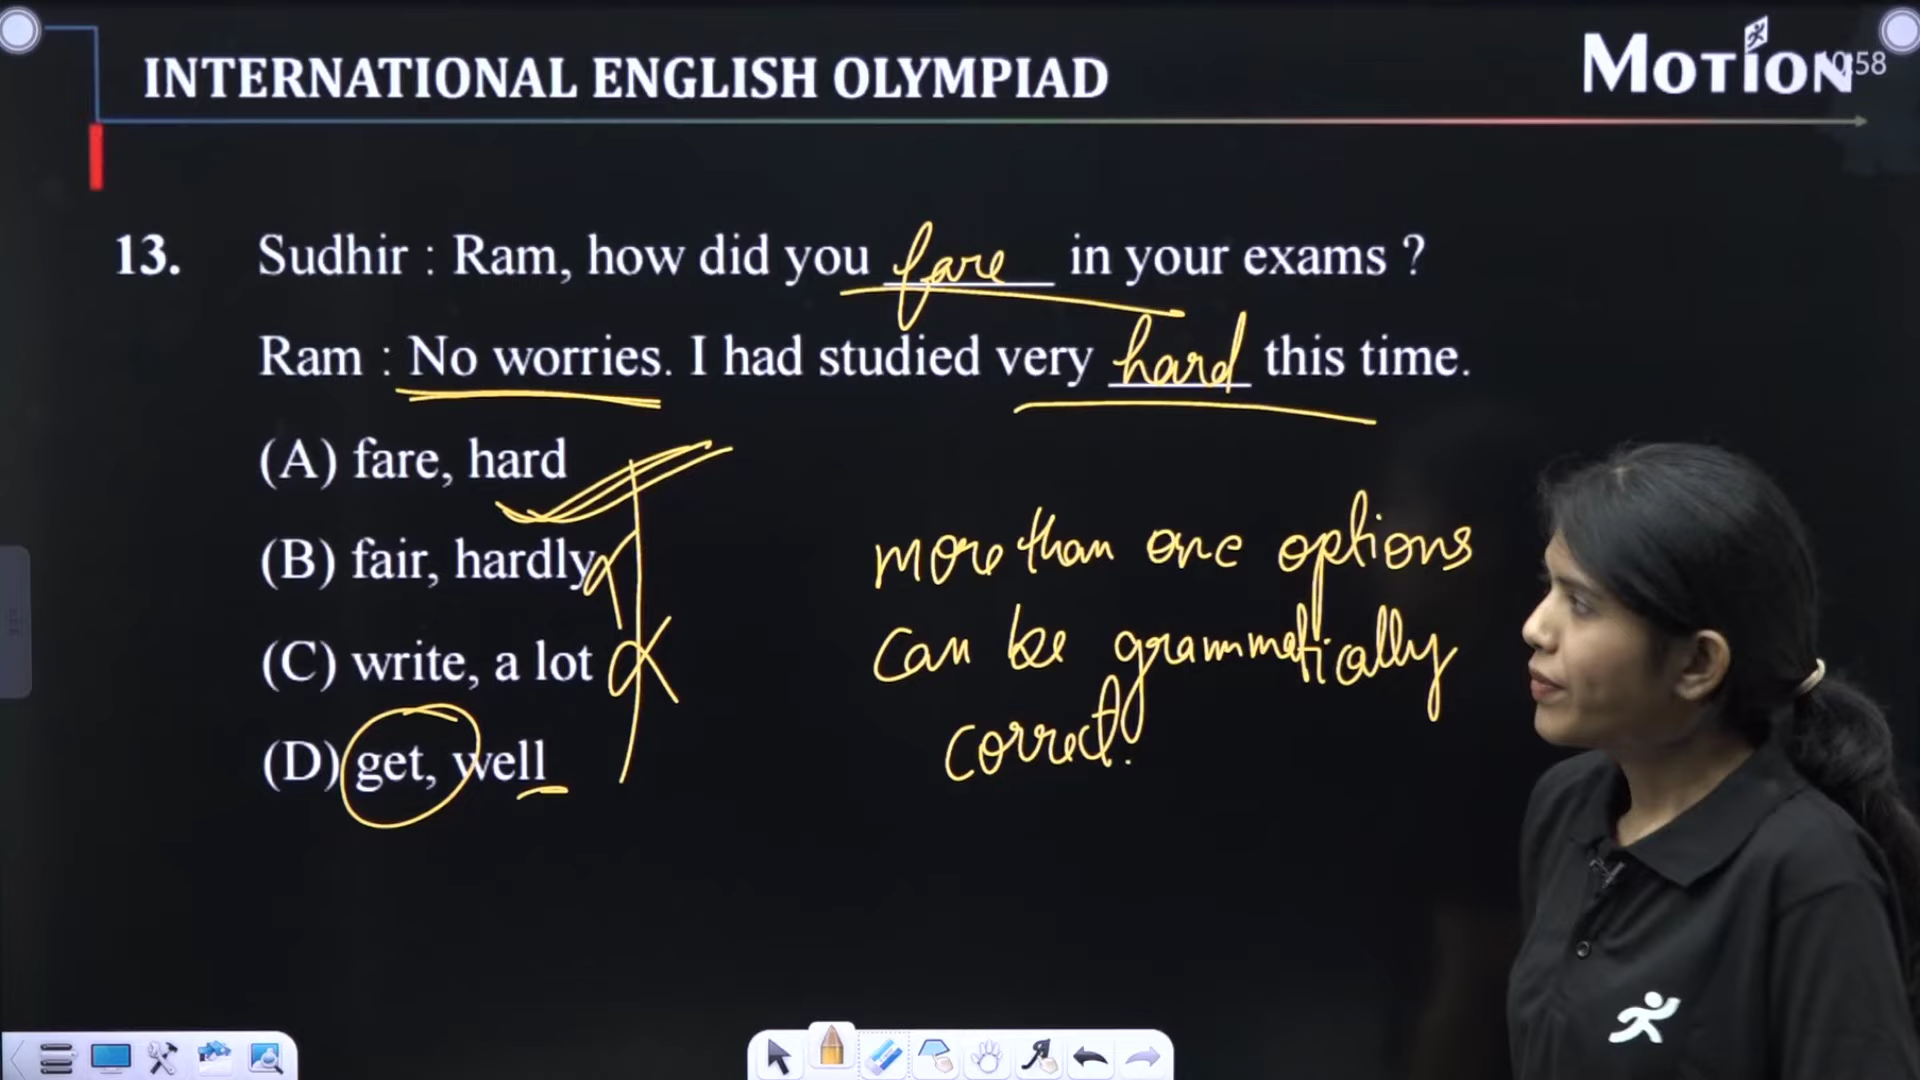 INTERNATIONAL ENGLISH OLYMPIAD
MOTION
:58
13. Sudhir : Ram, how did you fare in your exams ?
Ram : No worries. I had studied very hard this time.
(A) fare, hard
(B) fair, hardly
(C) write, a lot
(D) get, well
more than one options
can be grammatically
correct.